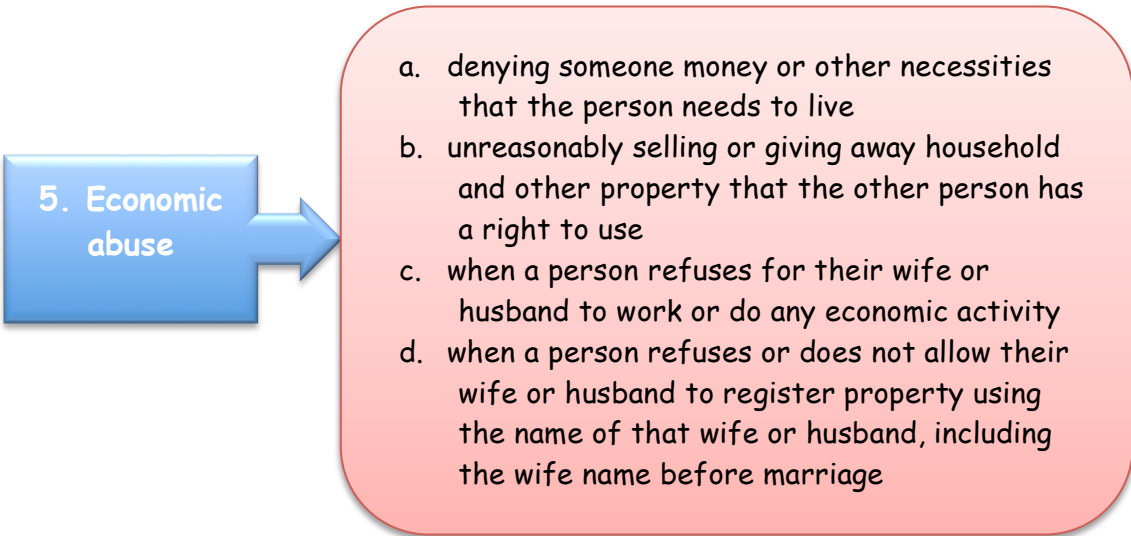 5. Economic
abuse
a. denying someone money or other necessities
that the person needs to live
b. unreasonably selling or giving away household
and other property that the other person has
a right to use
c. when a person refuses for their wife or
husband to work or do any economic activity
d. when a person refuses or does not allow their
wife or husband to register property using
the name of that wife or husband, including
the wife name before marriage